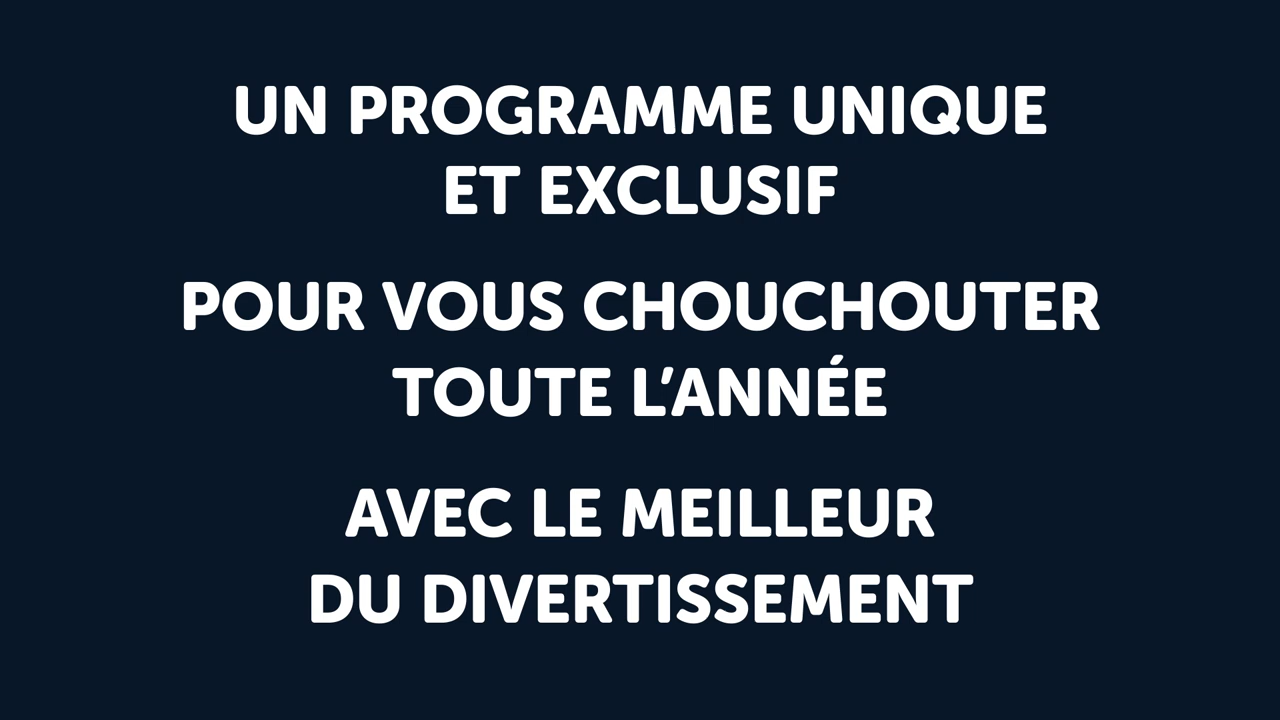 UN PROGRAMME UNIQUE
ET EXCLUSIF
POUR VOUS CHOUCHOUTER
TOUTE L’ANNÉE
AVEC LE MEILLEUR
DU DIVERTISSEMENT